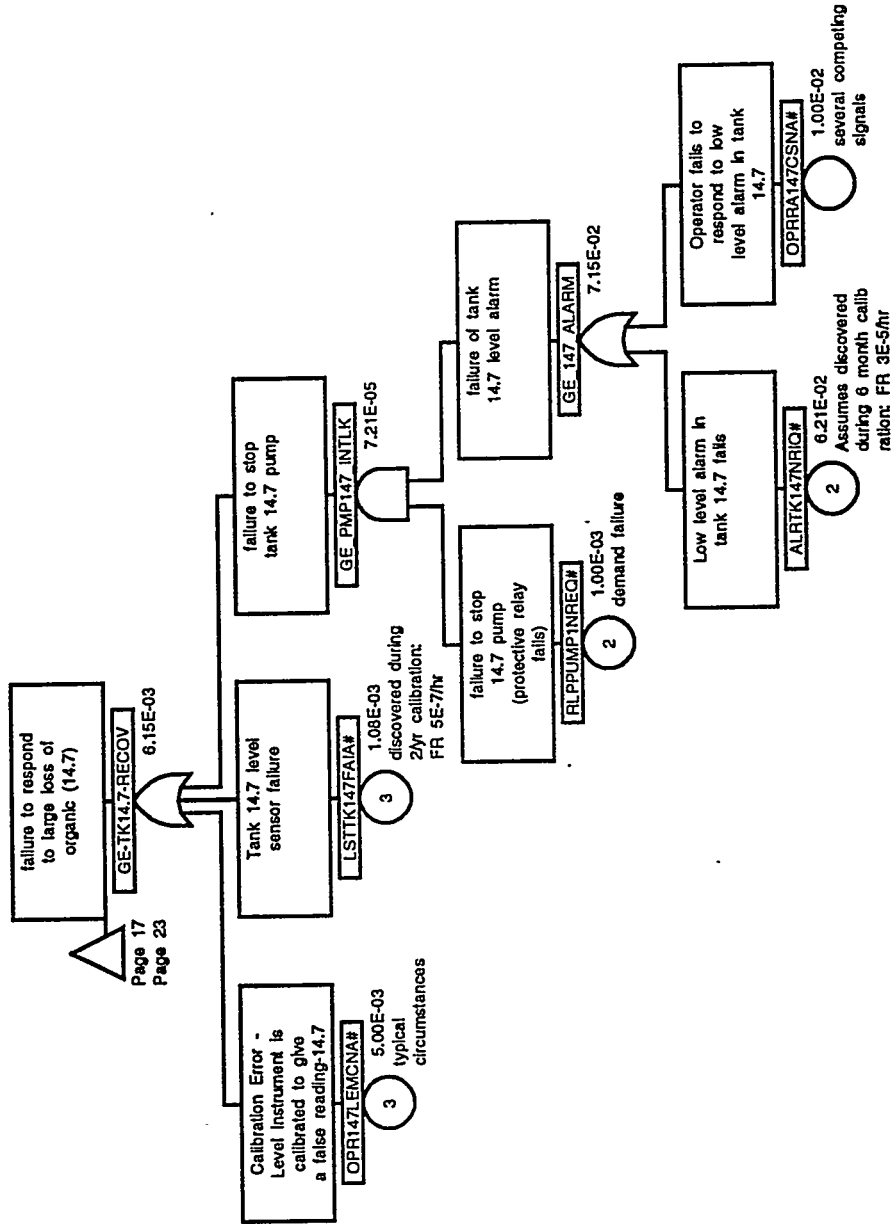 failure to respond
to large loss of
organic (14.7)
GE-TK14.7-RECOV
6.15E-03
Page 17
Page 23
Calibration Error -
Level Instrument is
calibrated to give
a false reading-14.7
OPR147LEMCNA#
3
5.00E-03
typical
circumstances
Tank 14.7 level
sensor failure
LSTTK147FAIA#
3
1.08E-03
discovered during
2/yr calibration:
FR 5E-7/hr
failure to stop
tank 14.7 pump
GE_PMP147_INTLK
7.21E-05
failure to stop
14.7 pump
(protective relay
fails)
RLPPUMP1NREQ#
2
1.00E-03
demand failure
failure of tank
14.7 level alarm
GE_147_ALARM
7.15E-02
Low level alarm in
tank 14.7 fails
ALRTK147NRIQ#
2
6.21E-02
Assumes discovered
during 6 month calib
ration: FR 3E-5/hr
Operator fails to
respond to low
level alarm in tank
14.7
OPRRA147CSNA#
1.00E-02
several competing
signals